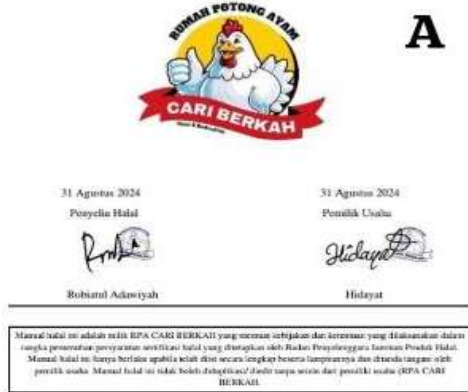 RUMAH POTONG AYAM
CARI BERKAH
A
31 Agustus 2024
31 Agustus 2024
Penyelia Halal
Pemilik Usaha
Robiatul Adawiyah
Hidayat
Manual halal ini adalah milik RPA CARI BERKAH yang memuat kebijakan dan ketentuan yang dilaksanakan dalam
rangka pemenuhan persyaratan sertifikasi halal yang ditetapkan oleh Badan Penyelenggara Jaminan Produk Halal.
Manual halal ini hanya berlaku apabila telah diisi secara lengkap beserta lampirannya dan ditanda tangani oleh
pemilik usaha. Manual halal ini tidak boleh diduplikasi/ diedit tanpa seizin dari pemilik usaha (RPA CARI
BERKAH.